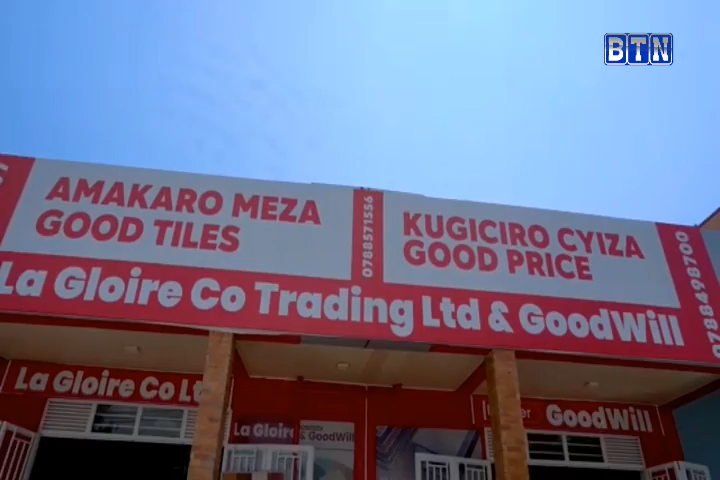 BTN
AMAKARO MEZA
GOOD TILES
0788571556
KUGICIRO CYIZA
GOOD PRICE
0788498700
La Gloire Co Trading Ltd & GoodWill
La Gloire Co
La Gloire
& GoodWill
GoodWill